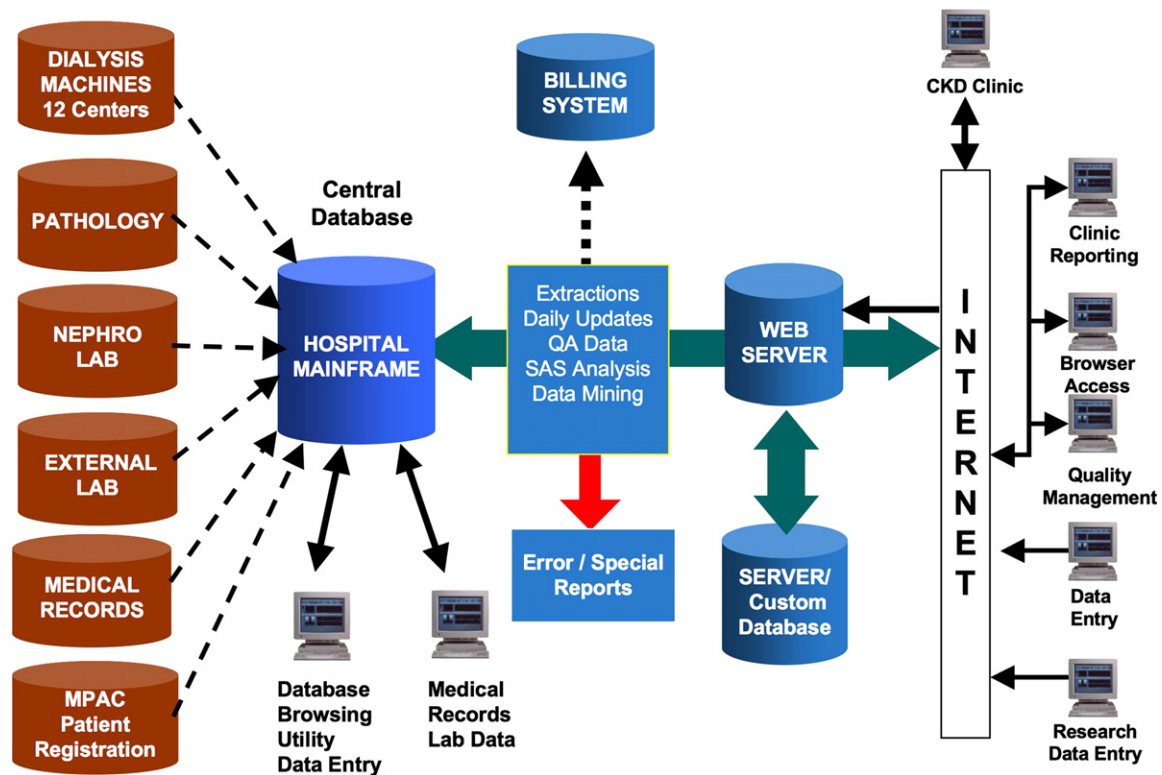 DIALYSIS
MACHINES
12 Centers
PATHOLOGY
NEPHRO
LAB
EXTERNAL
LAB
MEDICAL
RECORDS
MPAC
Patient
Registration
Central
Database
HOSPITAL
MAINFRAME
Database
Browsing
Utility
Data Entry
Medical
Records
Lab Data
BILLING
SYSTEM
Extractions
Daily Updates
QA Data
SAS Analysis
Data Mining
Error / Special
Reports
WEB
SERVER
SERVER/
Custom
Database
CKD Clinic
INTERNET
Clinic
Reporting
Browser
Access
Quality
Management
Data
Entry
Research
Data Entry